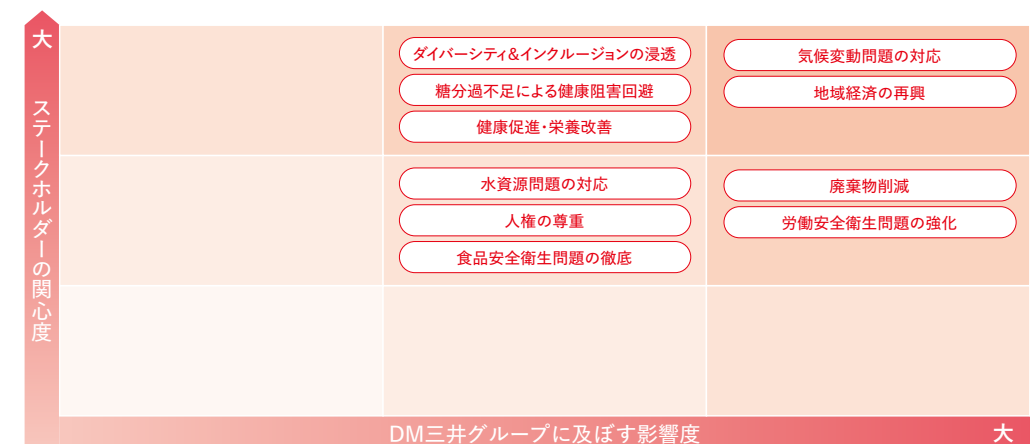 大
ステークホルダーの関心度
ダイバーシティ&インクルージョンの浸透
糖分過不足による健康阻害回避
健康促進・栄養改善
気候変動問題の対応
地域経済の再興
水資源問題の対応
人権の尊重
食品安全衛生問題の徹底
廃棄物削減
労働安全衛生問題の強化
DM三井グループに及ぼす影響度
大